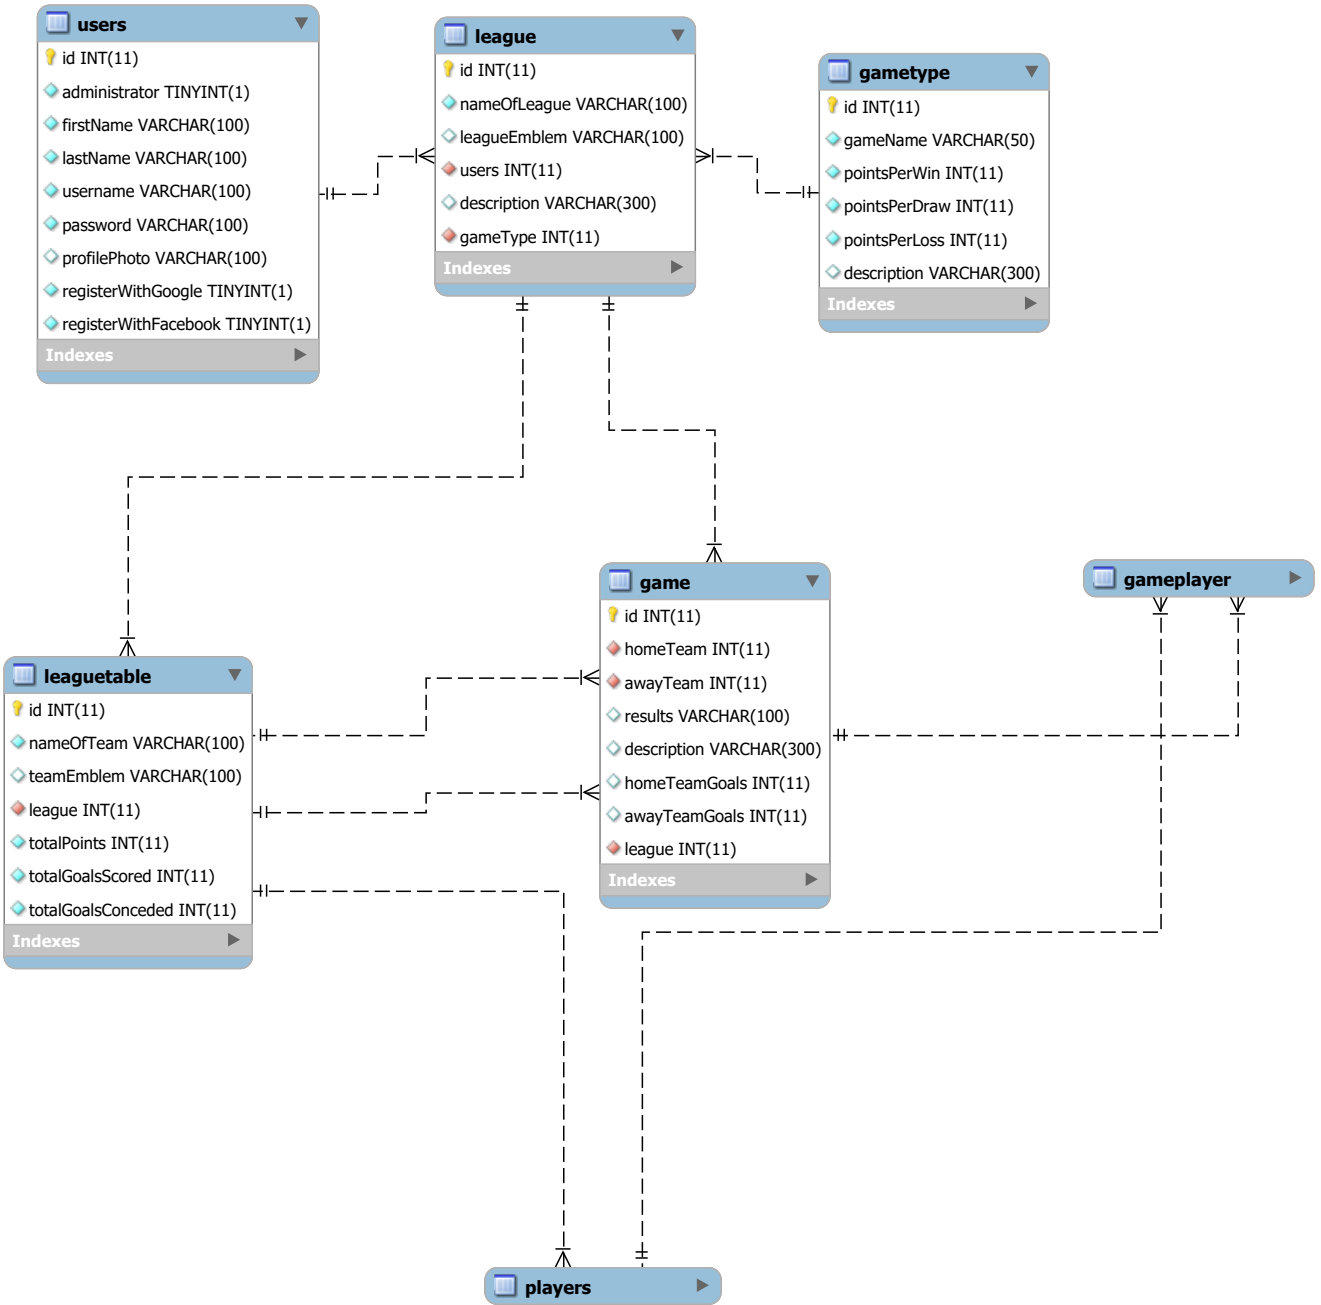 users
id INT(11)
administrator TINYINT(1)
firstName VARCHAR(100)
lastName VARCHAR(100)
username VARCHAR(100)
password VARCHAR(100)
profilePhoto VARCHAR(100)
registerWithGoogle TINYINT(1)
registerWithFacebook TINYINT(1)
Indexes
league
id INT(11)
nameOfLeague VARCHAR(100)
leagueEmblem VARCHAR(100)
users INT(11)
description VARCHAR(300)
gameType INT(11)
Indexes
gametype
id INT(11)
gameName VARCHAR(50)
pointsPerWin INT(11)
pointsPerDraw INT(11)
pointsPerLoss INT(11)
description VARCHAR(300)
Indexes
game
id INT(11)
homeTeam INT(11)
awayTeam INT(11)
results VARCHAR(100)
description VARCHAR(300)
homeTeamGoals INT(11)
awayTeamGoals INT(11)
league INT(11)
Indexes
gameplayer
leaguetable
id INT(11)
nameOfTeam VARCHAR(100)
teamEmblem VARCHAR(100)
league INT(11)
totalPoints INT(11)
totalGoalsScored INT(11)
totalGoalsConceded INT(11)
Indexes
players